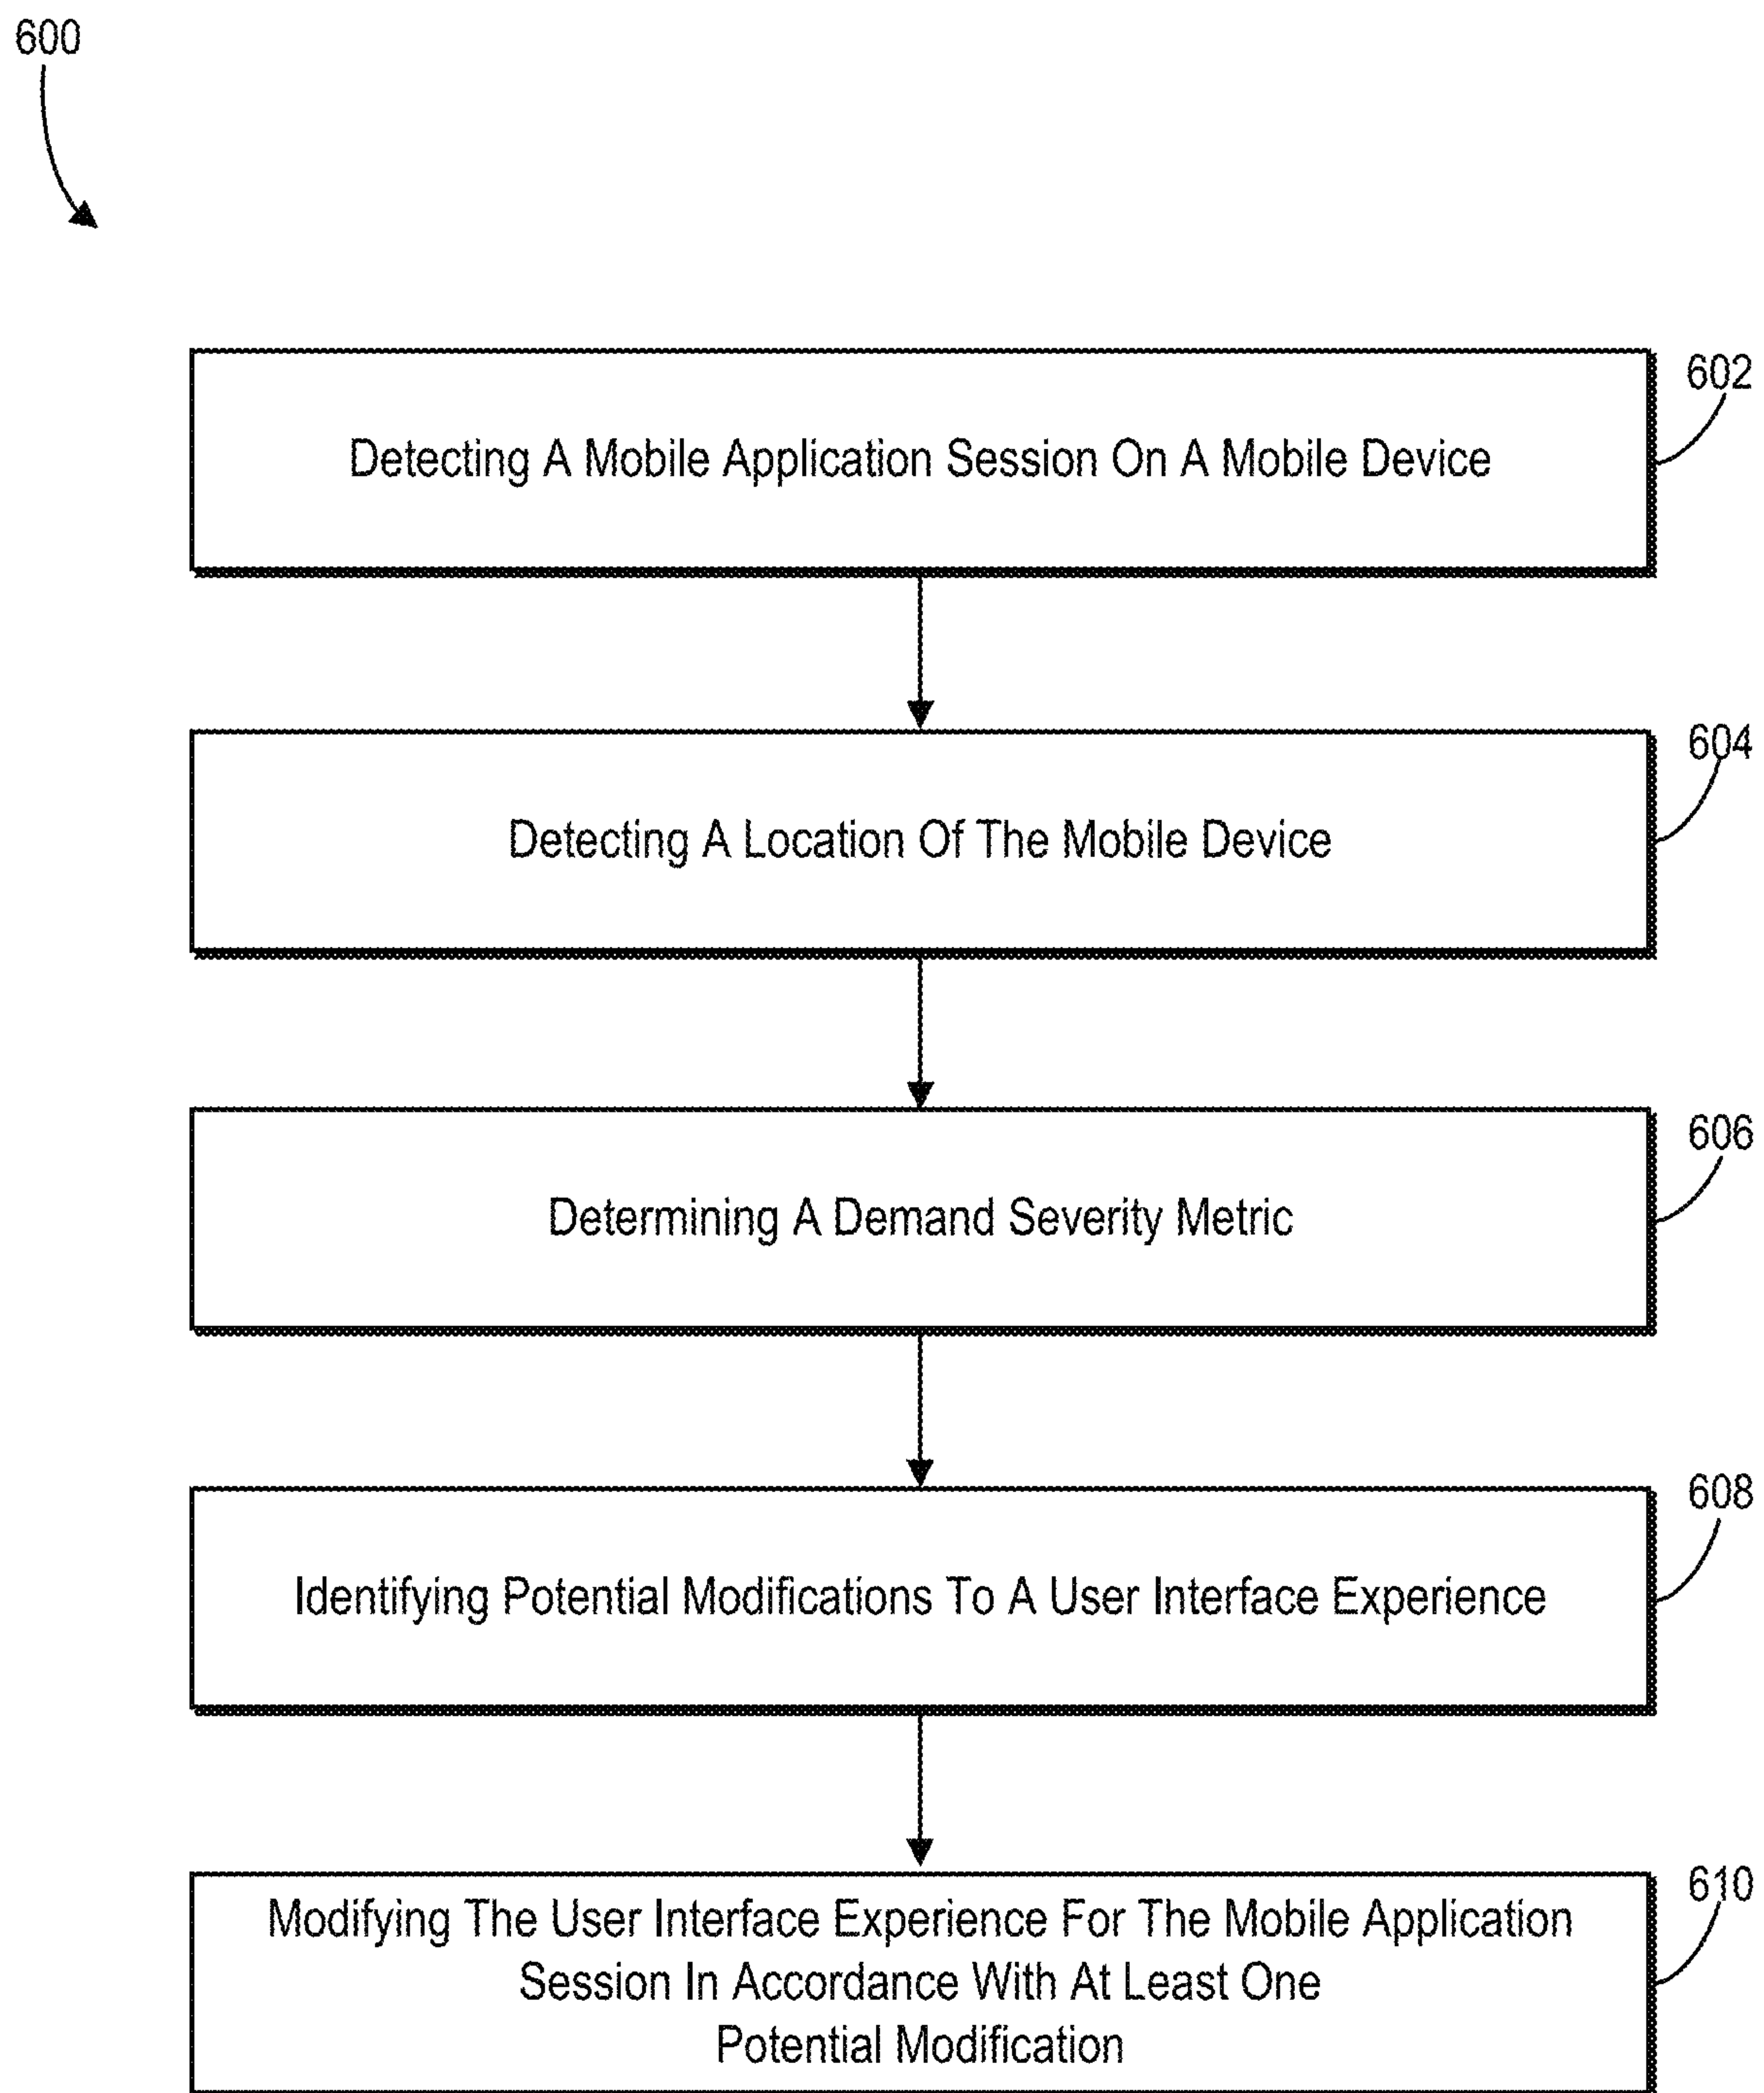 600
602
Detecting A Mobile Application Session On A Mobile Device
604
Detecting A Location Of The Mobile Device
606
Determining A Demand Severity Metric
608
Identifying Potential Modifications To A User Interface Experience
610
Modifying The User Interface Experience For The Mobile Application
Session In Accordance With At Least One
Potential Modification